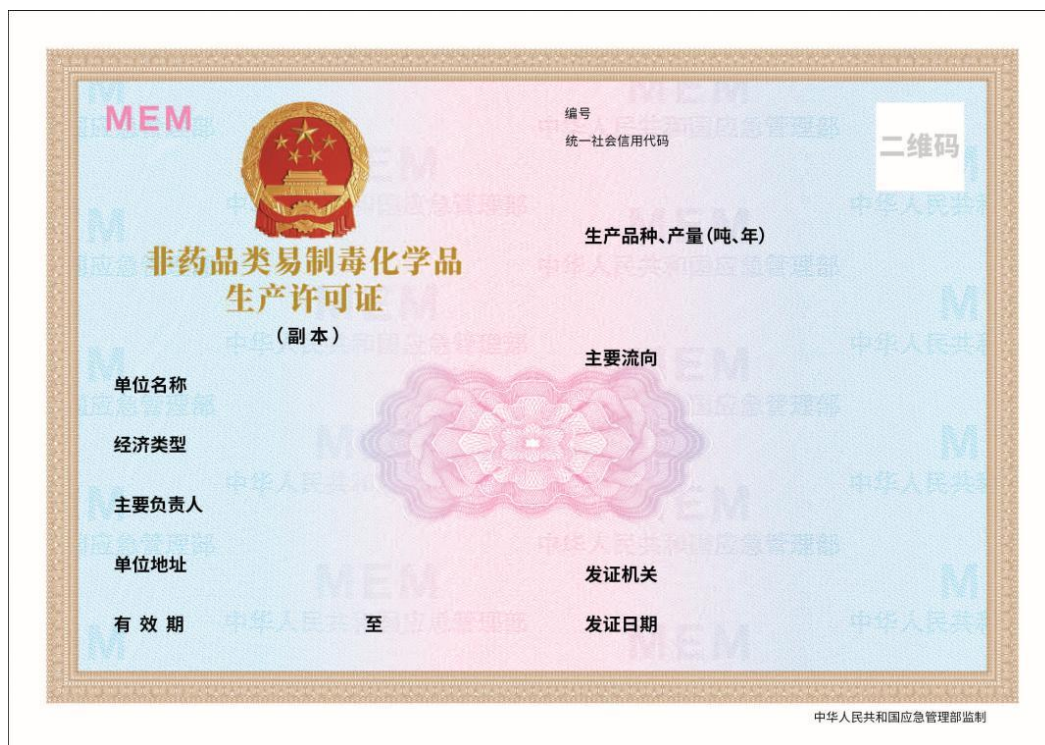 MEM
非药品类易制毒化学品
生产许可证
（副本）
单位名称
经济类型
主要负责人
单位地址
有 效 期 至
编号
统一社会信用代码
二维码
生产品种、产量（吨、年）
主要流向
发证机关
发证日期
中华人民共和国应急管理部监制